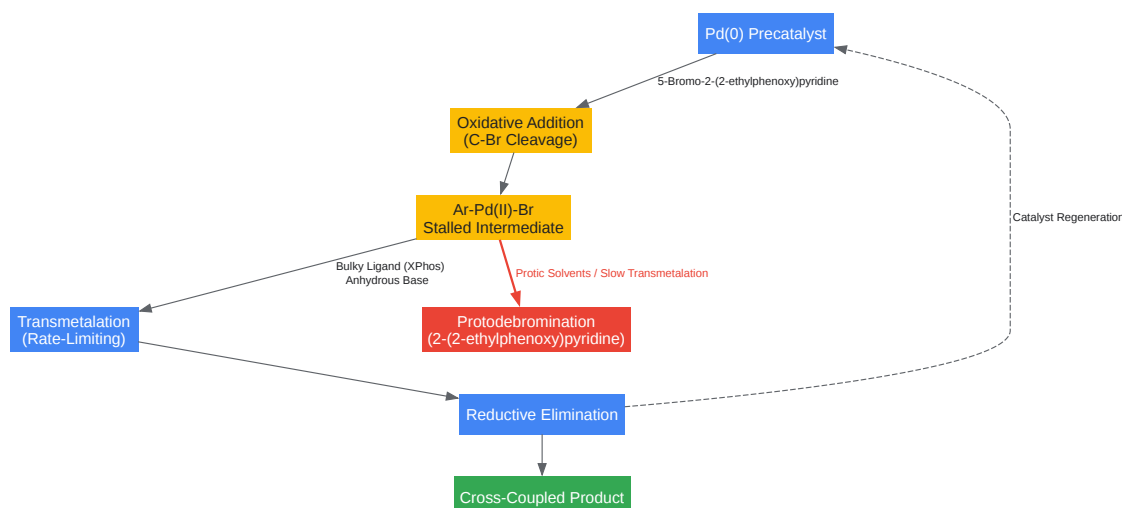 Pd(0) Precatalyst
5-Bromo-2-(2-ethylphenoxy)pyridine
Oxidative Addition
(C-Br Cleavage)
Ar-Pd(II)-Br
Stalled Intermediate
Catalyst Regeneration
Bulky Ligand (XPhos)
Anhydrous Base
Protic Solvents / Slow Transmetalation
Transmetalation
(Rate-Limiting)
Protodebromination
(2-(2-ethylphenoxy)pyridine)
Reductive Elimination
Cross-Coupled Product